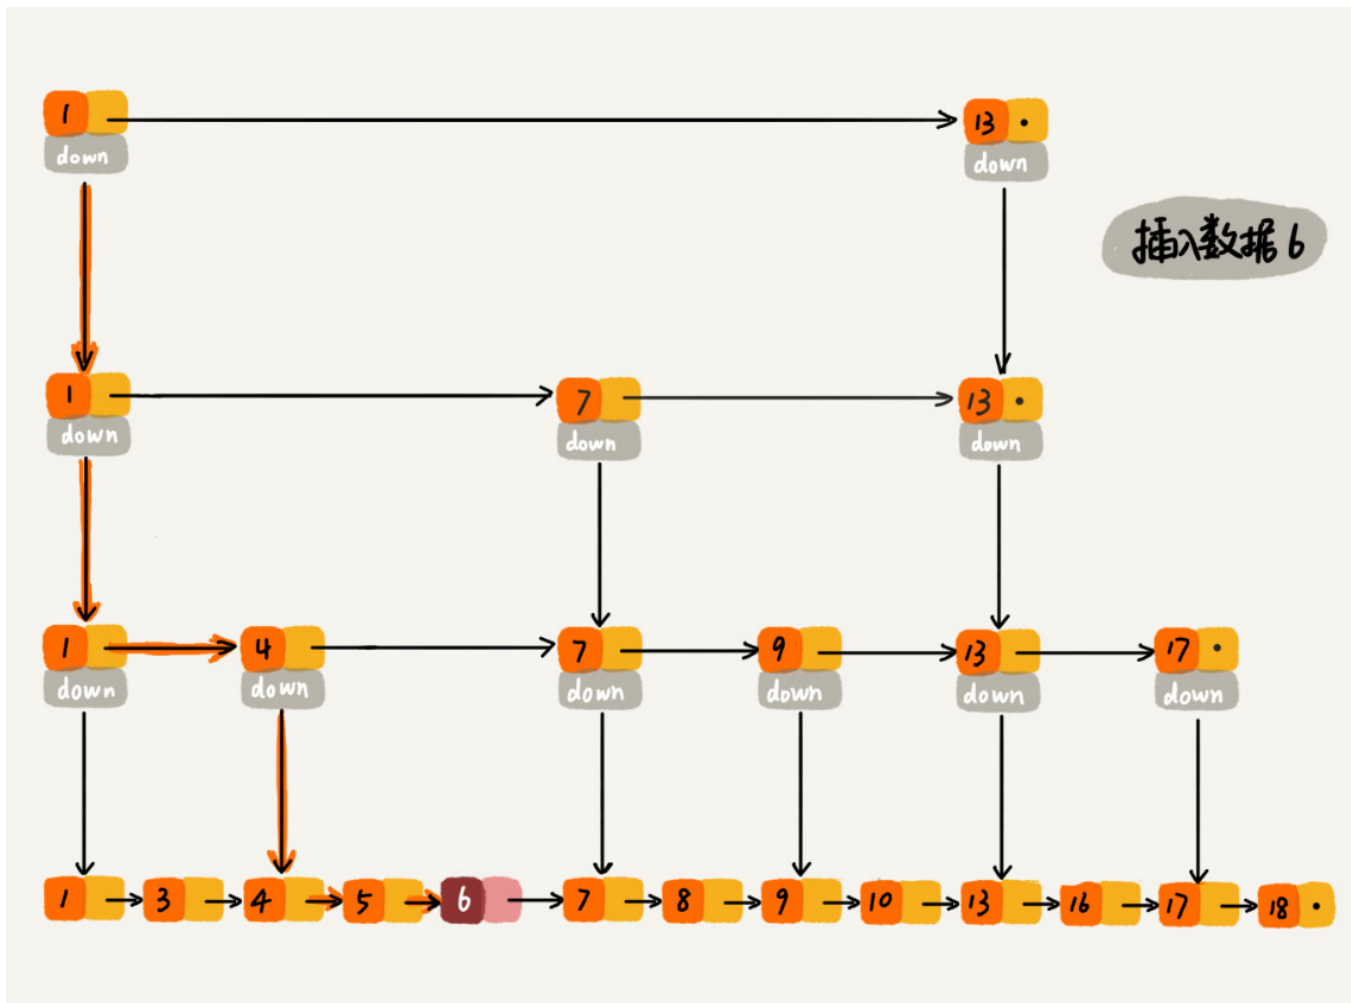 1 13 •
down down
插入数据 6
1 7 13 •
down down down
1 4 7 9 13 17 •
down down down down down down
1 3 4 5 6 7 8 9 10 13 16 17 18 •